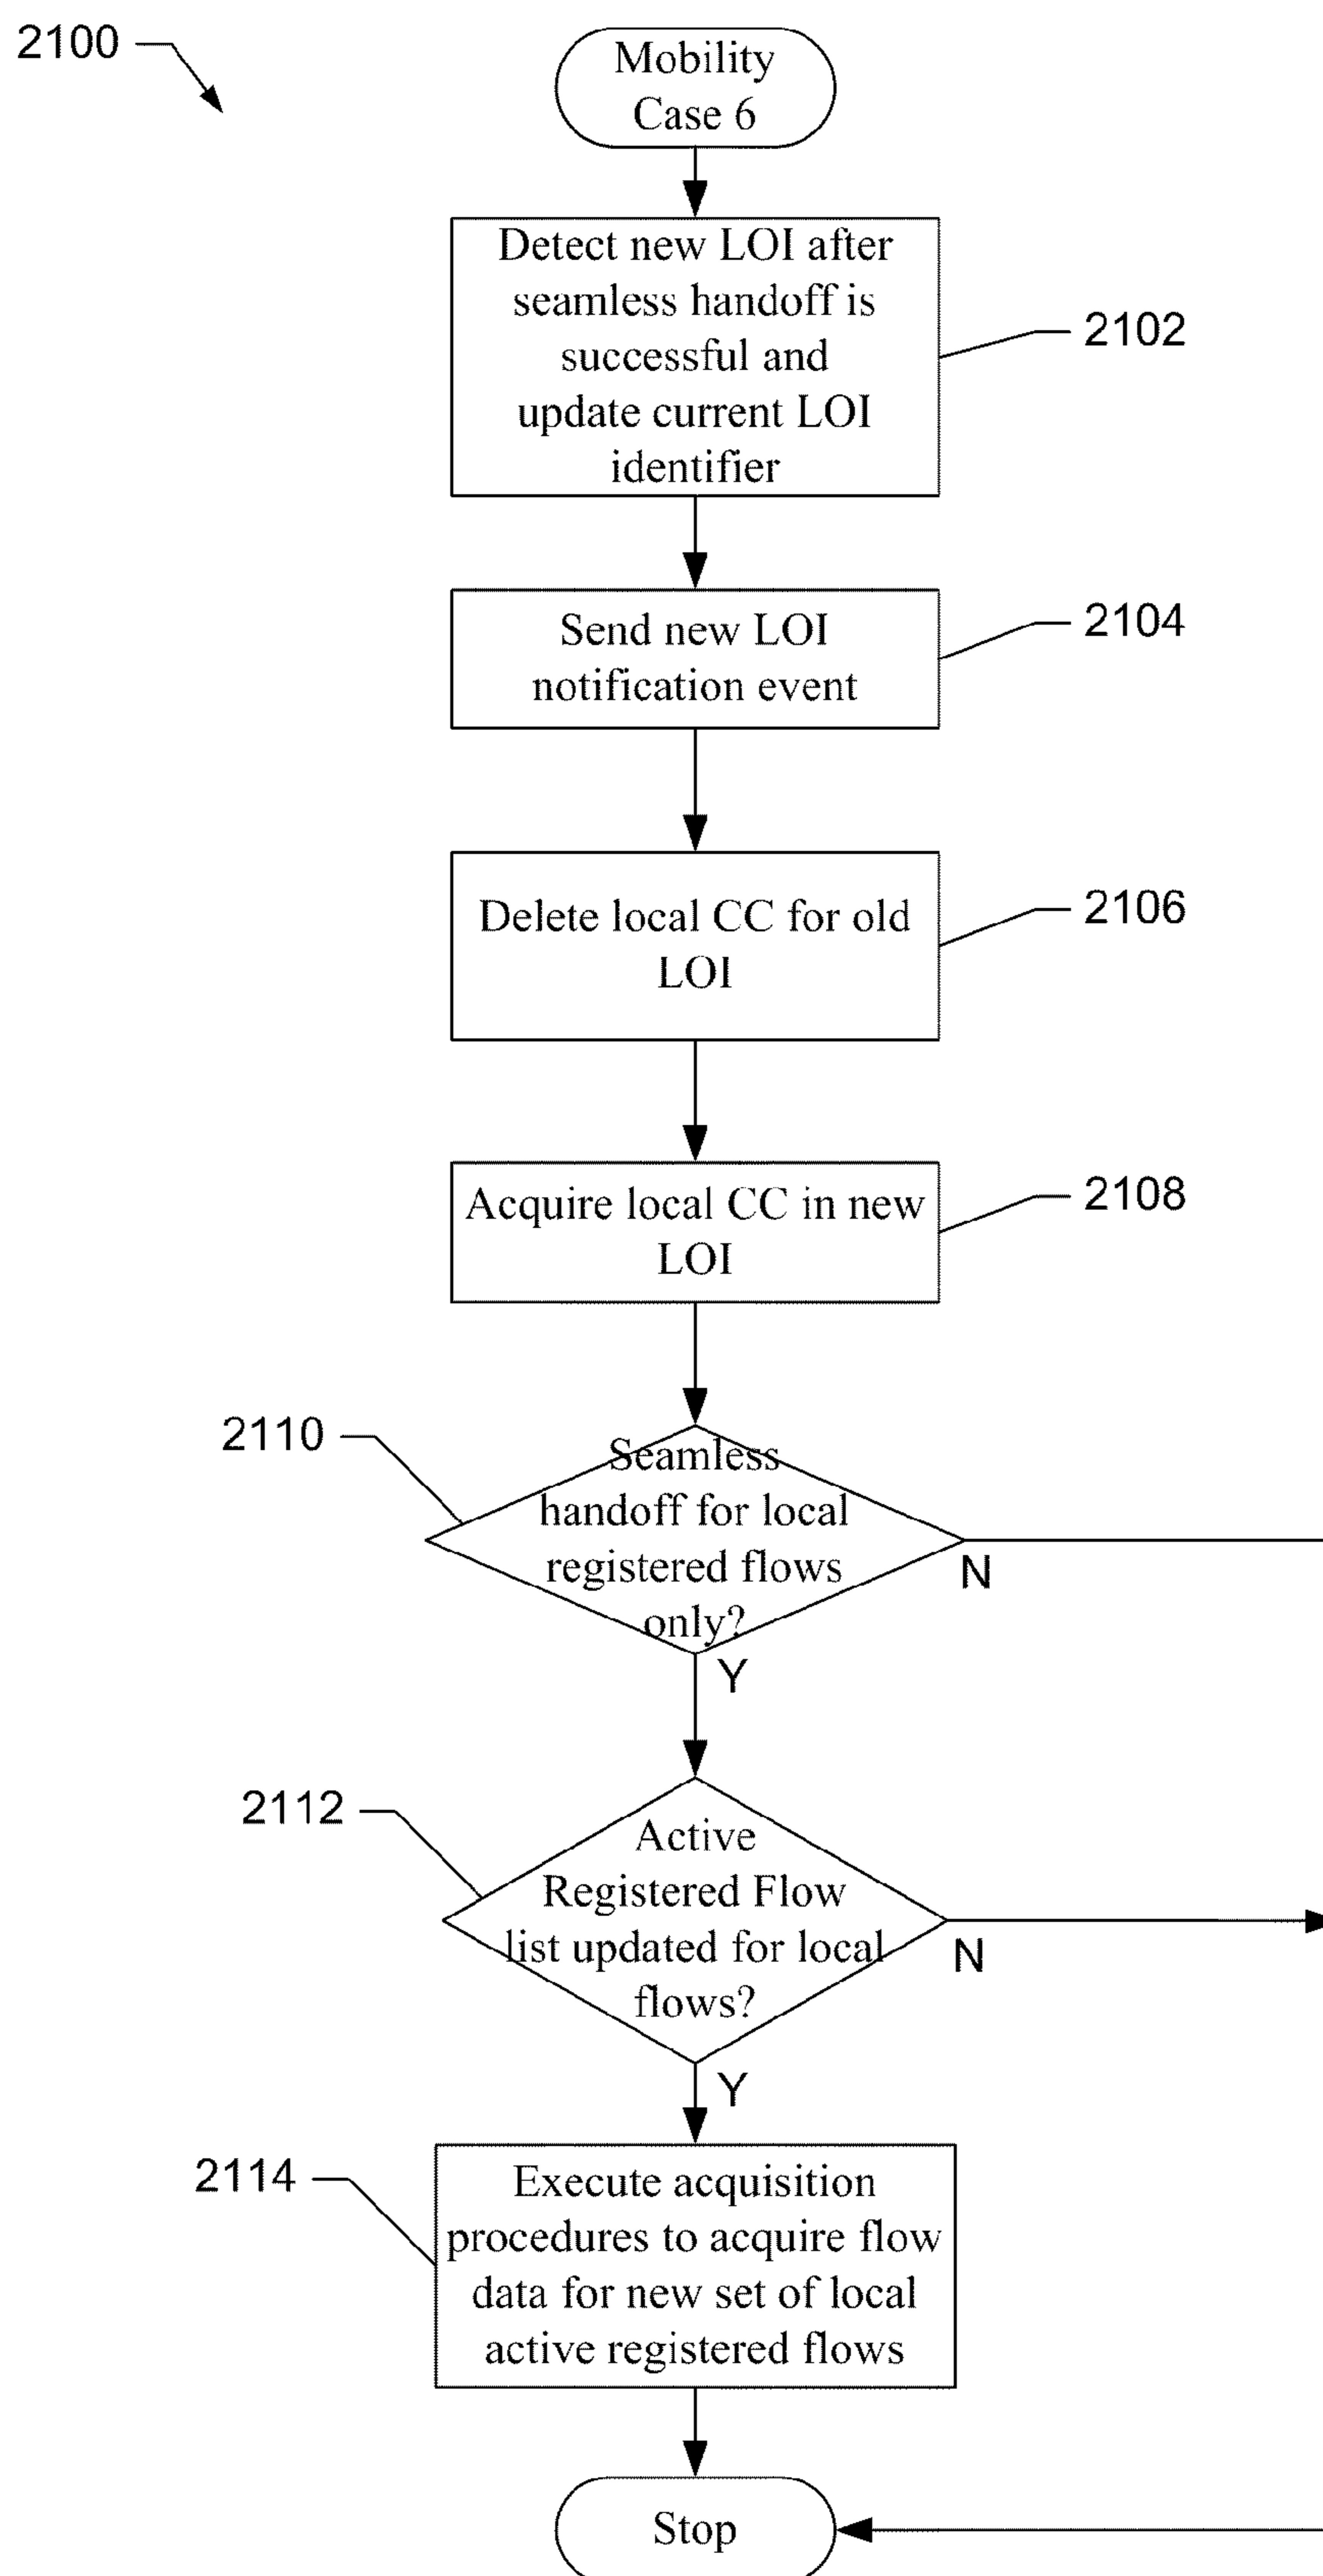 2100
Mobility
Case 6
Detect new LOI after
seamless handoff is
successful and
update current LOI
identifier
2102
Send new LOI
notification event
2104
Delete local CC for old
LOI
2106
Acquire local CC in new
LOI
2108
2110
Seamless
handoff for local
registered flows
only?
N
Y
2112
Active
Registered Flow
list updated for local
flows?
N
Y
2114
Execute acquisition
procedures to acquire flow
data for new set of local
active registered flows
Stop